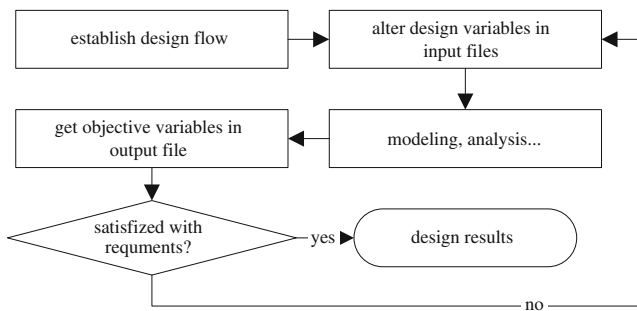 establish design flow
alter design variables in
input files
get objective variables in
output file
modeling, analysis...
satisfized with
requments?
yes
design results
no